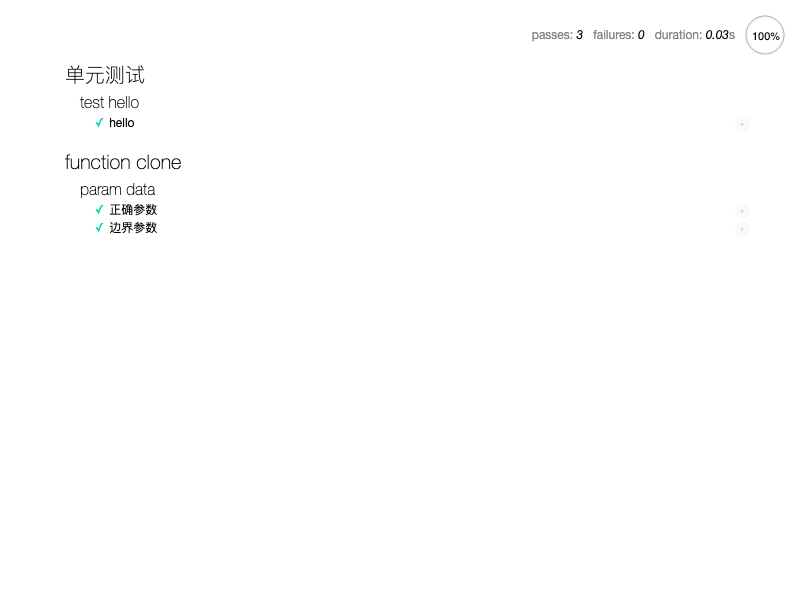 passes: 3 failures: 0 duration: 0.03s 100%
单元测试
test hello
✓ hello
function clone
param data
✓ 正确参数
✓ 边界参数